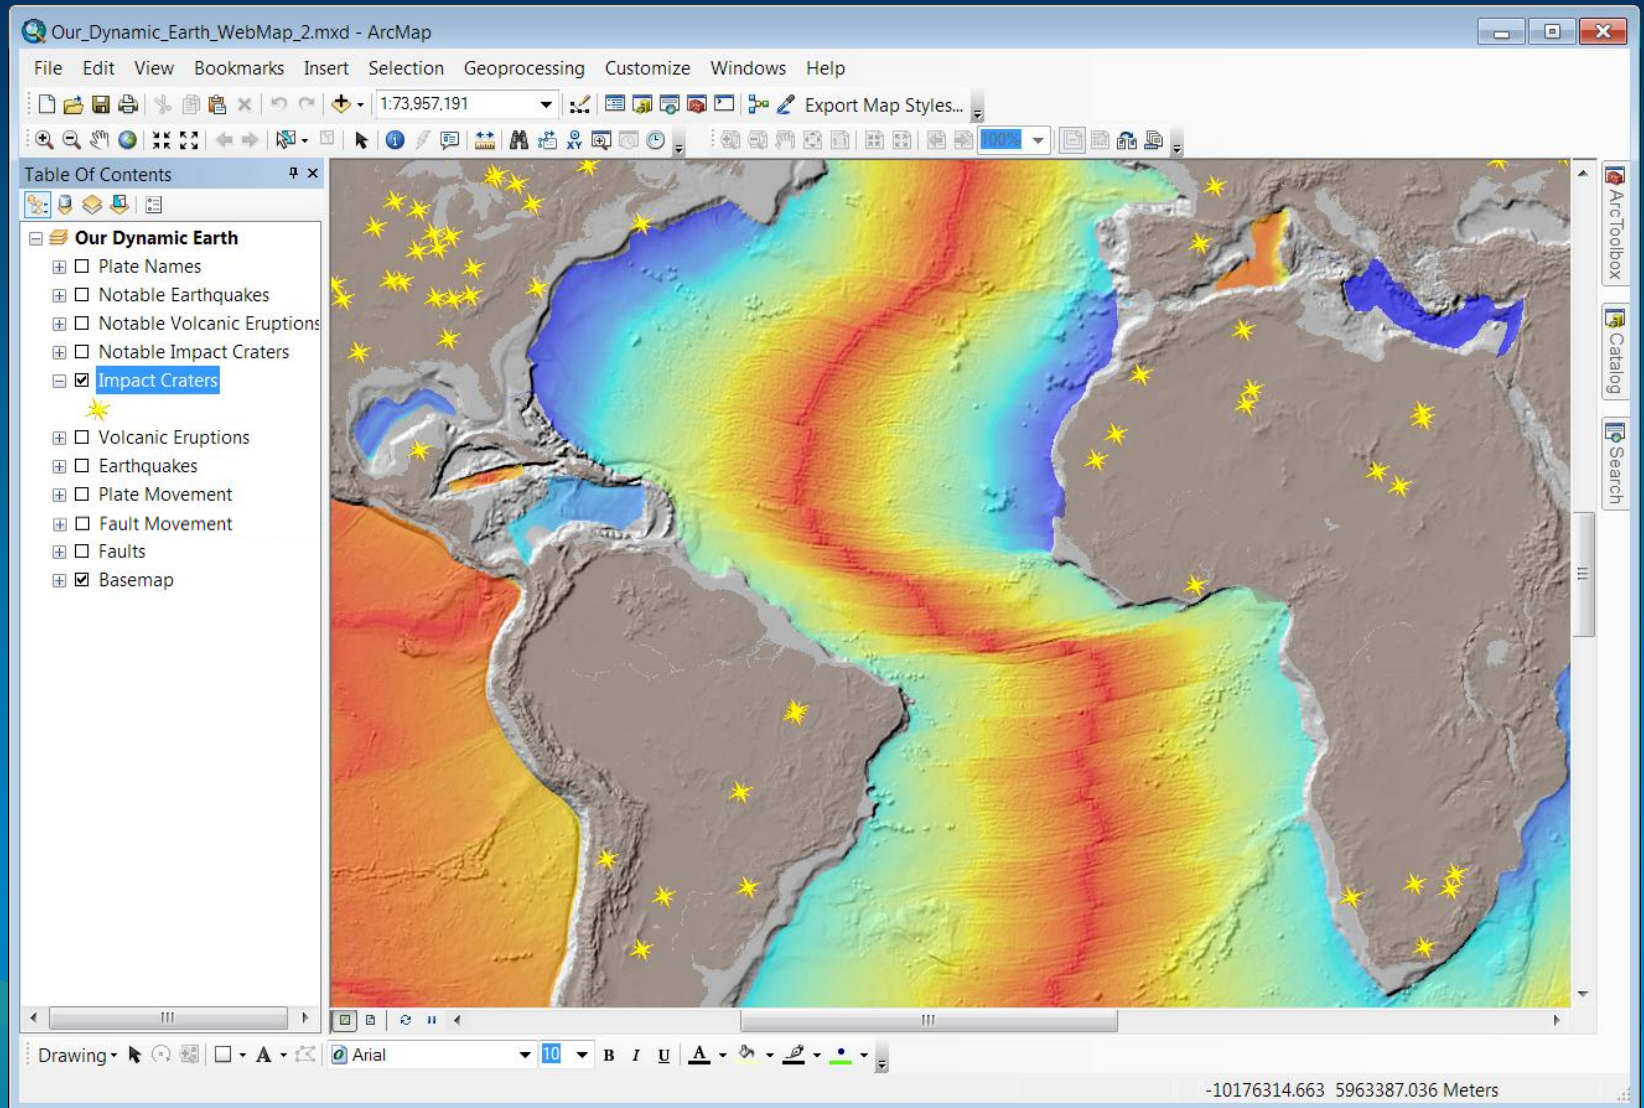 Our_Dynamic_Earth_WebMap_2.mxd - ArcMap
File Edit View Bookmarks Insert Selection Geoprocessing Customize Windows Help
1:73,957,191 Export Map Styles...
100%
Table Of Contents
Our Dynamic Earth
Plate Names
Notable Earthquakes
Notable Volcanic Eruptions
Notable Impact Craters
Impact Craters
Volcanic Eruptions
Earthquakes
Plate Movement
Fault Movement
Faults
Basemap
ArcToolbox
Catalog
Search
Drawing A Arial 10 B I U A
-10176314.663 5963387.036 Meters